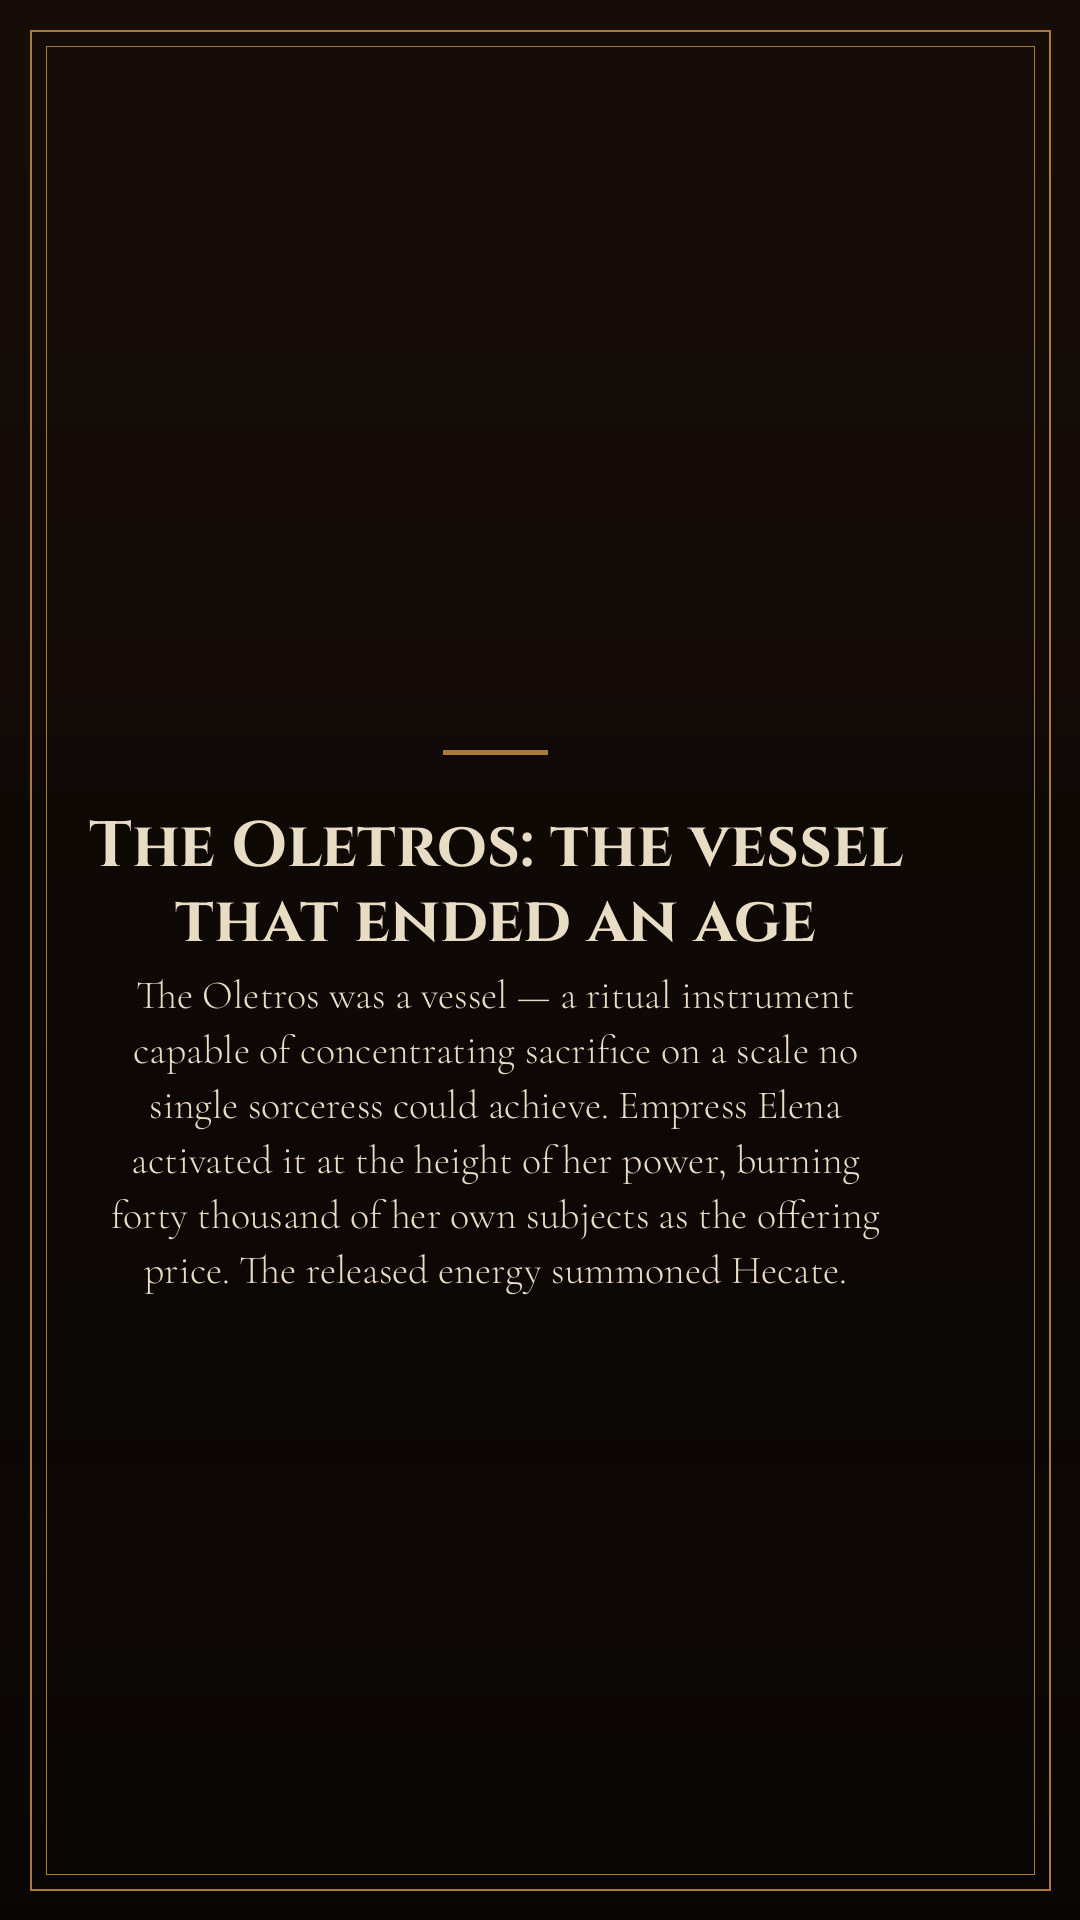 The Oletros: the vessel
that ended an age
The Oletros was a vessel — a ritual instrument
capable of concentrating sacrifice on a scale no
single sorceress could achieve. Empress Elena
activated it at the height of her power, burning
forty thousand of her own subjects as the offering
price. The released energy summoned Hecate.